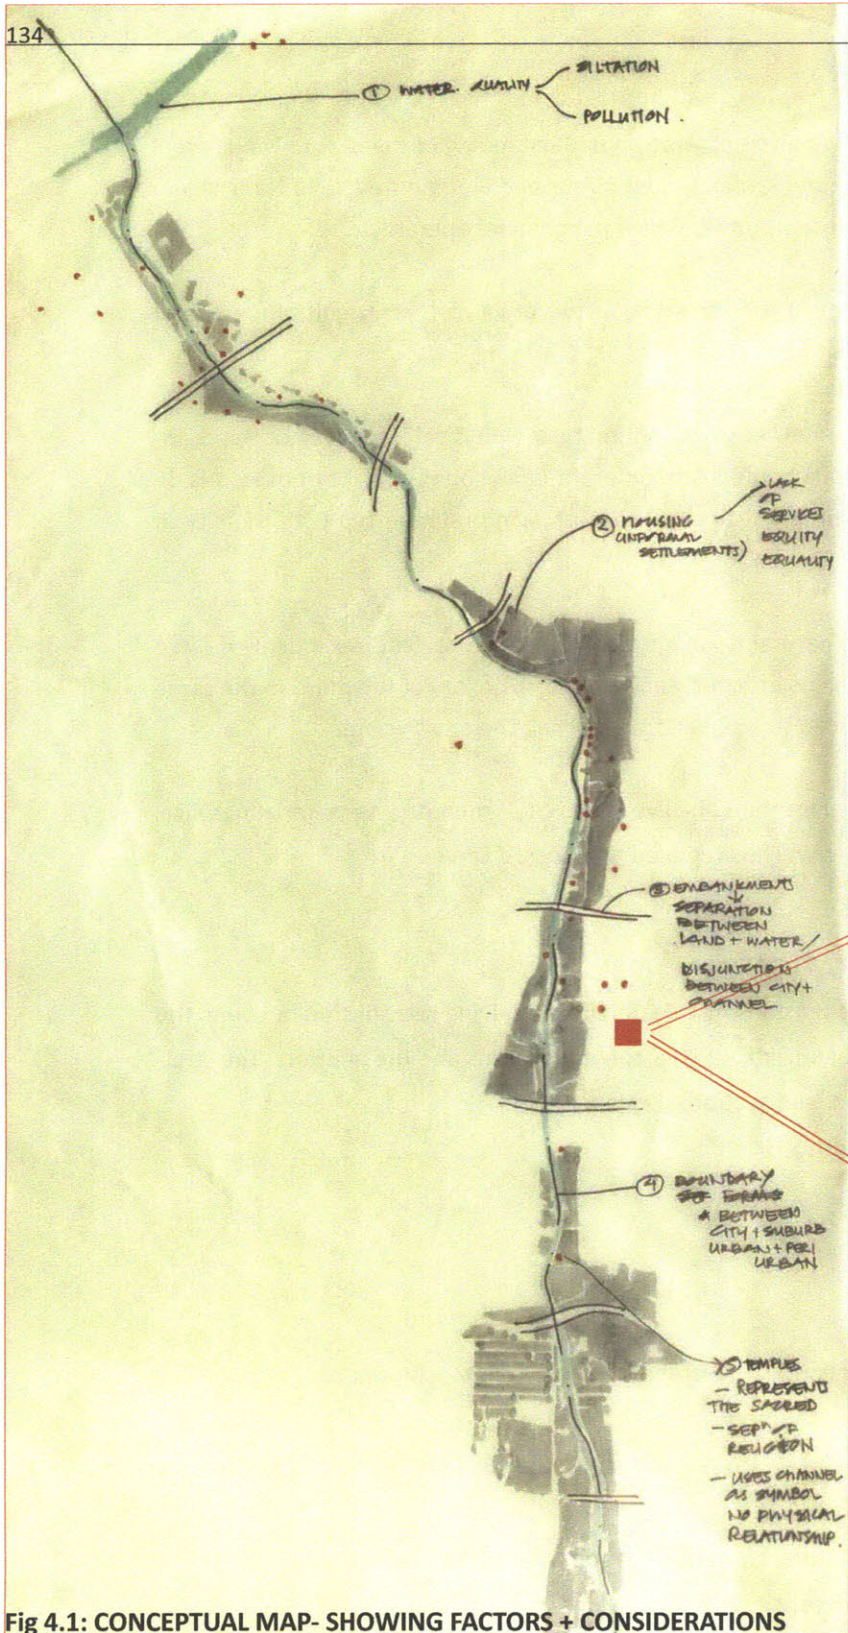 134
① WATER QUALITY
SILTATION
POLLUTION.
② HOUSING
(INFORMAL
SETTLEMENTS)
LACK
OF
SERVICES
EQUITY
EQUALITY
③ EMBANKMENTS
SEPARATION
BETWEEN
LAND + WATER/
DISJUNCTION
BETWEEN CITY +
CHANNEL
④ BOUNDARY
FORMS
BETWEEN
CITY + SUBURB
URBAN + PERI
URBAN
⑤ TEMPLES
— REPRESENTS
THE SACRED
— SEPⁿ OF
RELIGION
— USES CHANNEL
AS SYMBOL
NO PHYSICAL
RELATIONSHIP.
Fig 4.1: CONCEPTUAL MAP- SHOWING FACTORS + CONSIDERATIONS